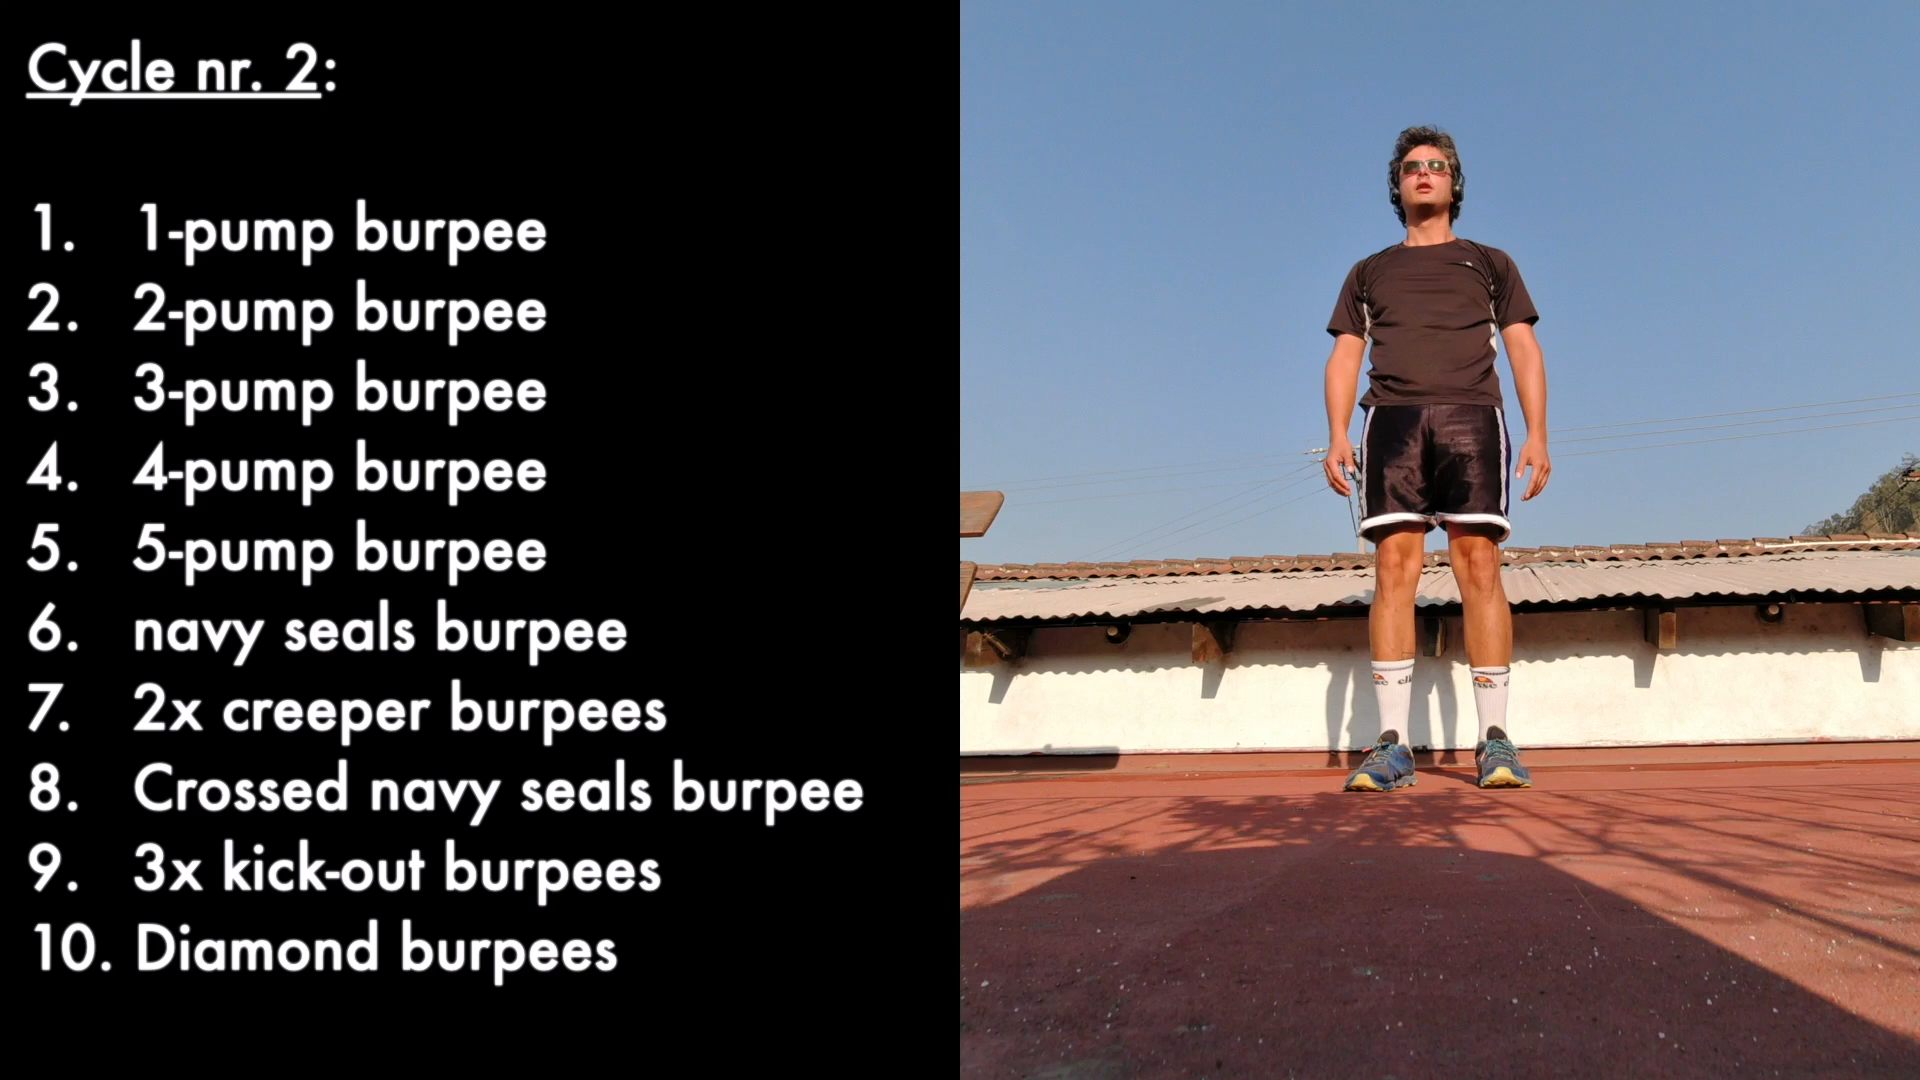 Cycle nr. 2:
1. 1-pump burpee
2. 2-pump burpee
3. 3-pump burpee
4. 4-pump burpee
5. 5-pump burpee
6. navy seals burpee
7. 2x creeper burpees
8. Crossed navy seals burpee
9. 3x kick-out burpees
10. Diamond burpees